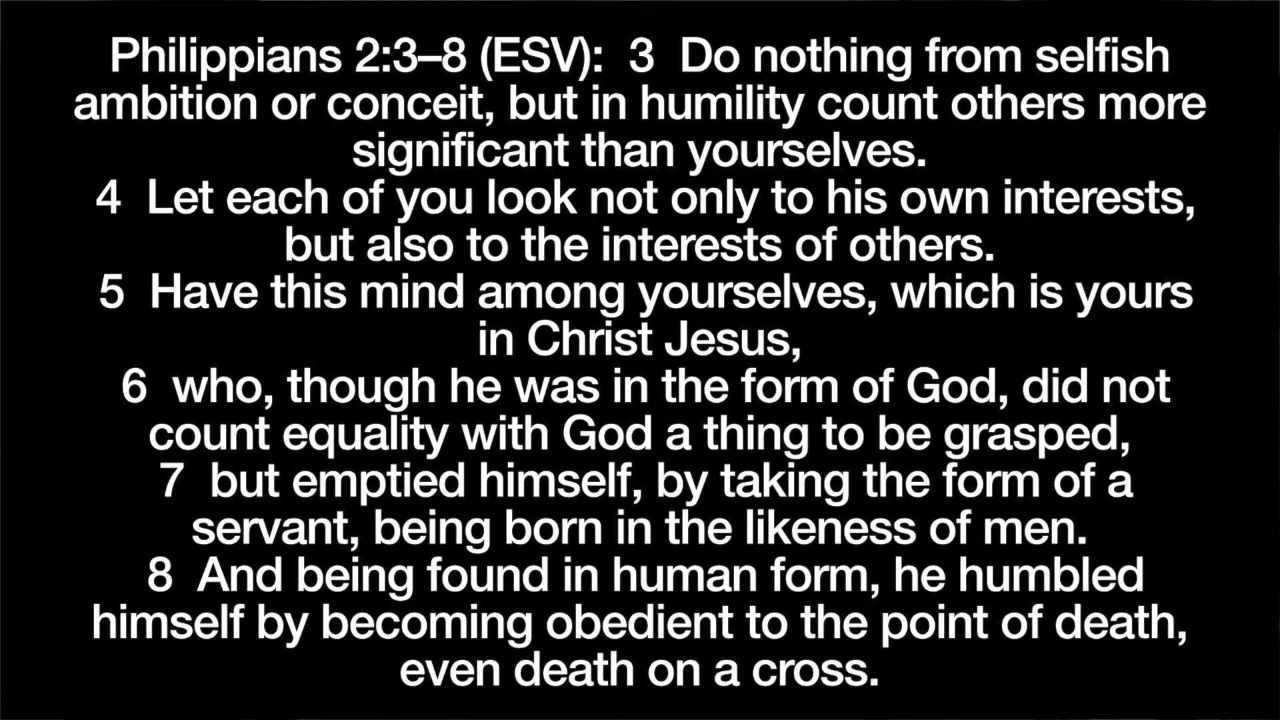 Philippians 2:3–8 (ESV):  3  Do nothing from selfish
ambition or conceit, but in humility count others more
significant than yourselves.
4  Let each of you look not only to his own interests,
but also to the interests of others.
5  Have this mind among yourselves, which is yours
in Christ Jesus,
6  who, though he was in the form of God, did not
count equality with God a thing to be grasped,
7  but emptied himself, by taking the form of a
servant, being born in the likeness of men.
8  And being found in human form, he humbled
himself by becoming obedient to the point of death,
even death on a cross.